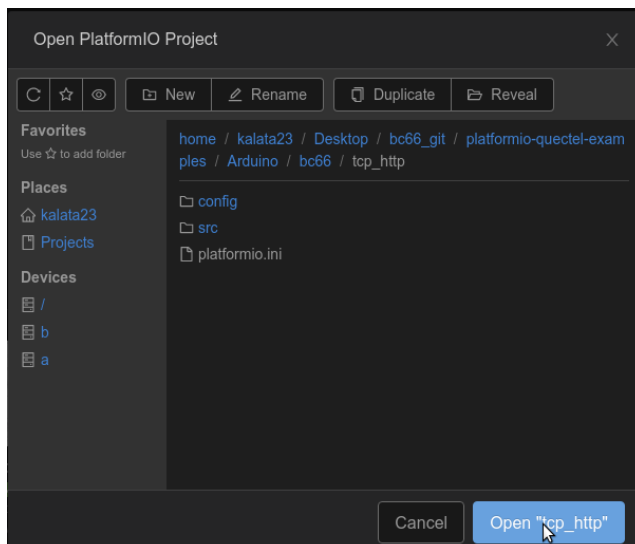 Open PlatformIO Project
New Rename Duplicate Reveal
Favorites
Use ☆ to add folder
Places
kalata23
Projects
Devices
/
b
a
home / kalata23 / Desktop / bc66_git / platformio-quectel-exam
ples / Arduino / bc66 / tcp_http
config
src
platformio.ini
Cancel Open "tcp_http"